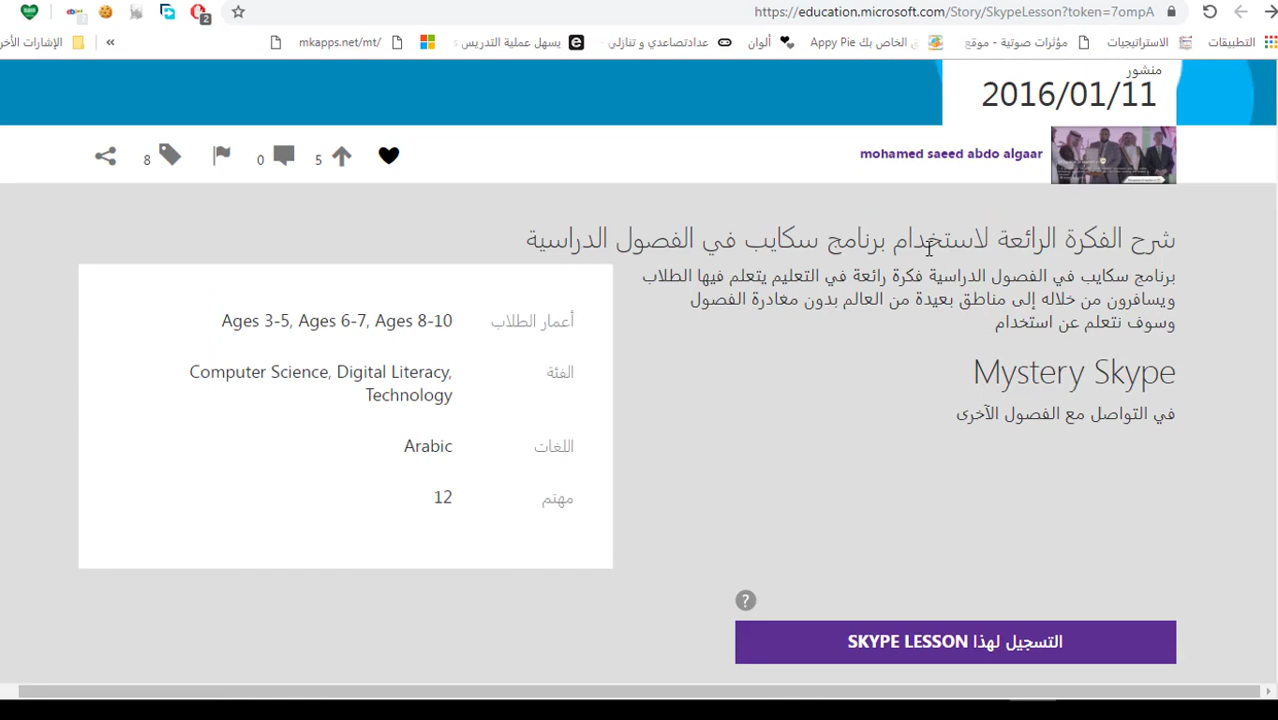 https://education.microsoft.com/Story/SkypeLesson?token=7ompA
التطبيقات
الاستراتيجيات
مؤثرات صوتية - موقع
ق الخاص بك Appy Pie
ألوان
عدادتصاعدي و تنازلي -
يسهل عملية التدريس
mkapps.net/mt/
«
الإشارات الأخر
منشور
2016/01/11
mohamed saeed abdo algaar
5
0
8
شرح الفكرة الرائعة لاستخدام برنامج سكايب في الفصول الدراسية
برنامج سكايب في الفصول الدراسية فكرة رائعة في التعليم يتعلم فيها الطلاب
ويسافرون من خلاله إلى مناطق بعيدة من العالم بدون مغادرة الفصول
وسوف نتعلم عن استخدام
Mystery Skype
في التواصل مع الفصول الآخرى
أعمار الطلاب
Ages 3-5, Ages 6-7, Ages 8-10
الفئة
Computer Science, Digital Literacy,
Technology
اللغات
Arabic
مهتم
12
?
التسجيل لهذا SKYPE LESSON